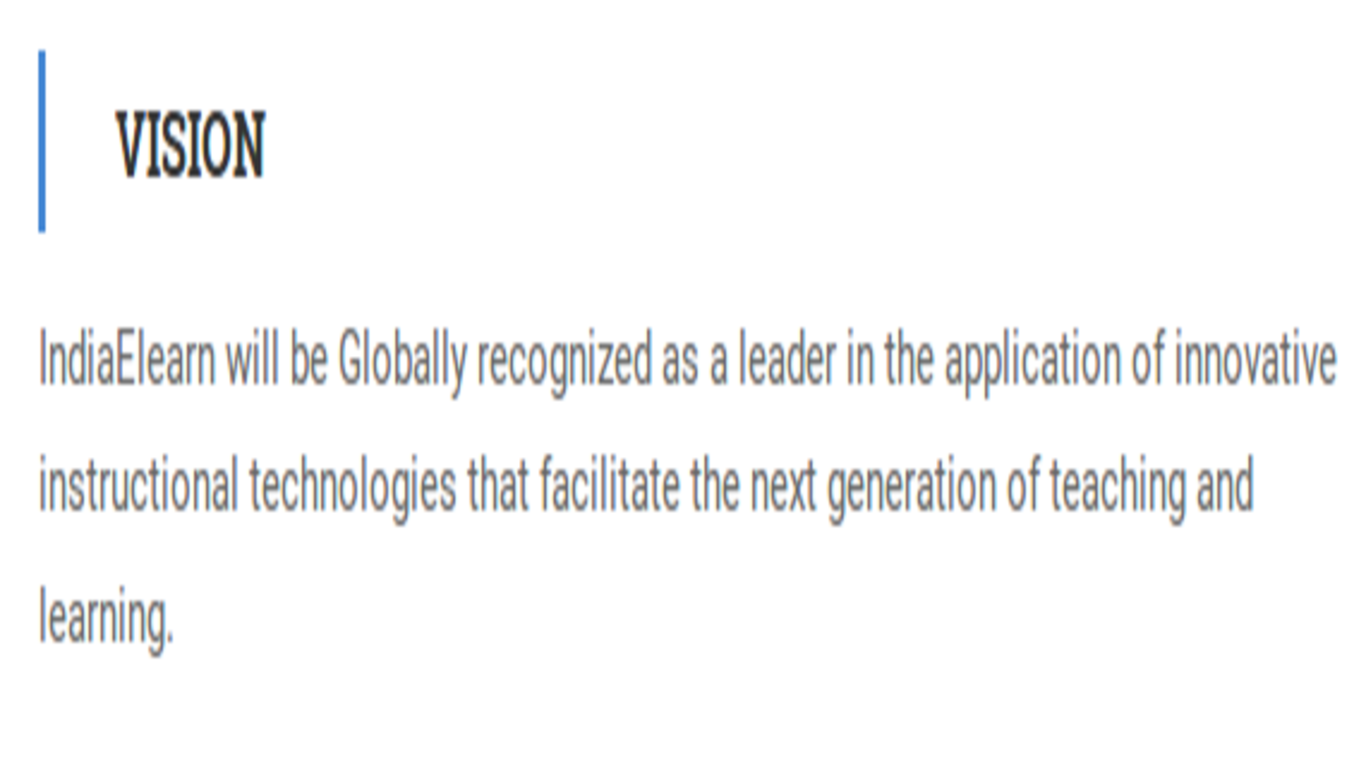 VISION
IndiaElearn will be Globally recognized as a leader in the application of innovative
instructional technologies that facilitate the next generation of teaching and
learning.